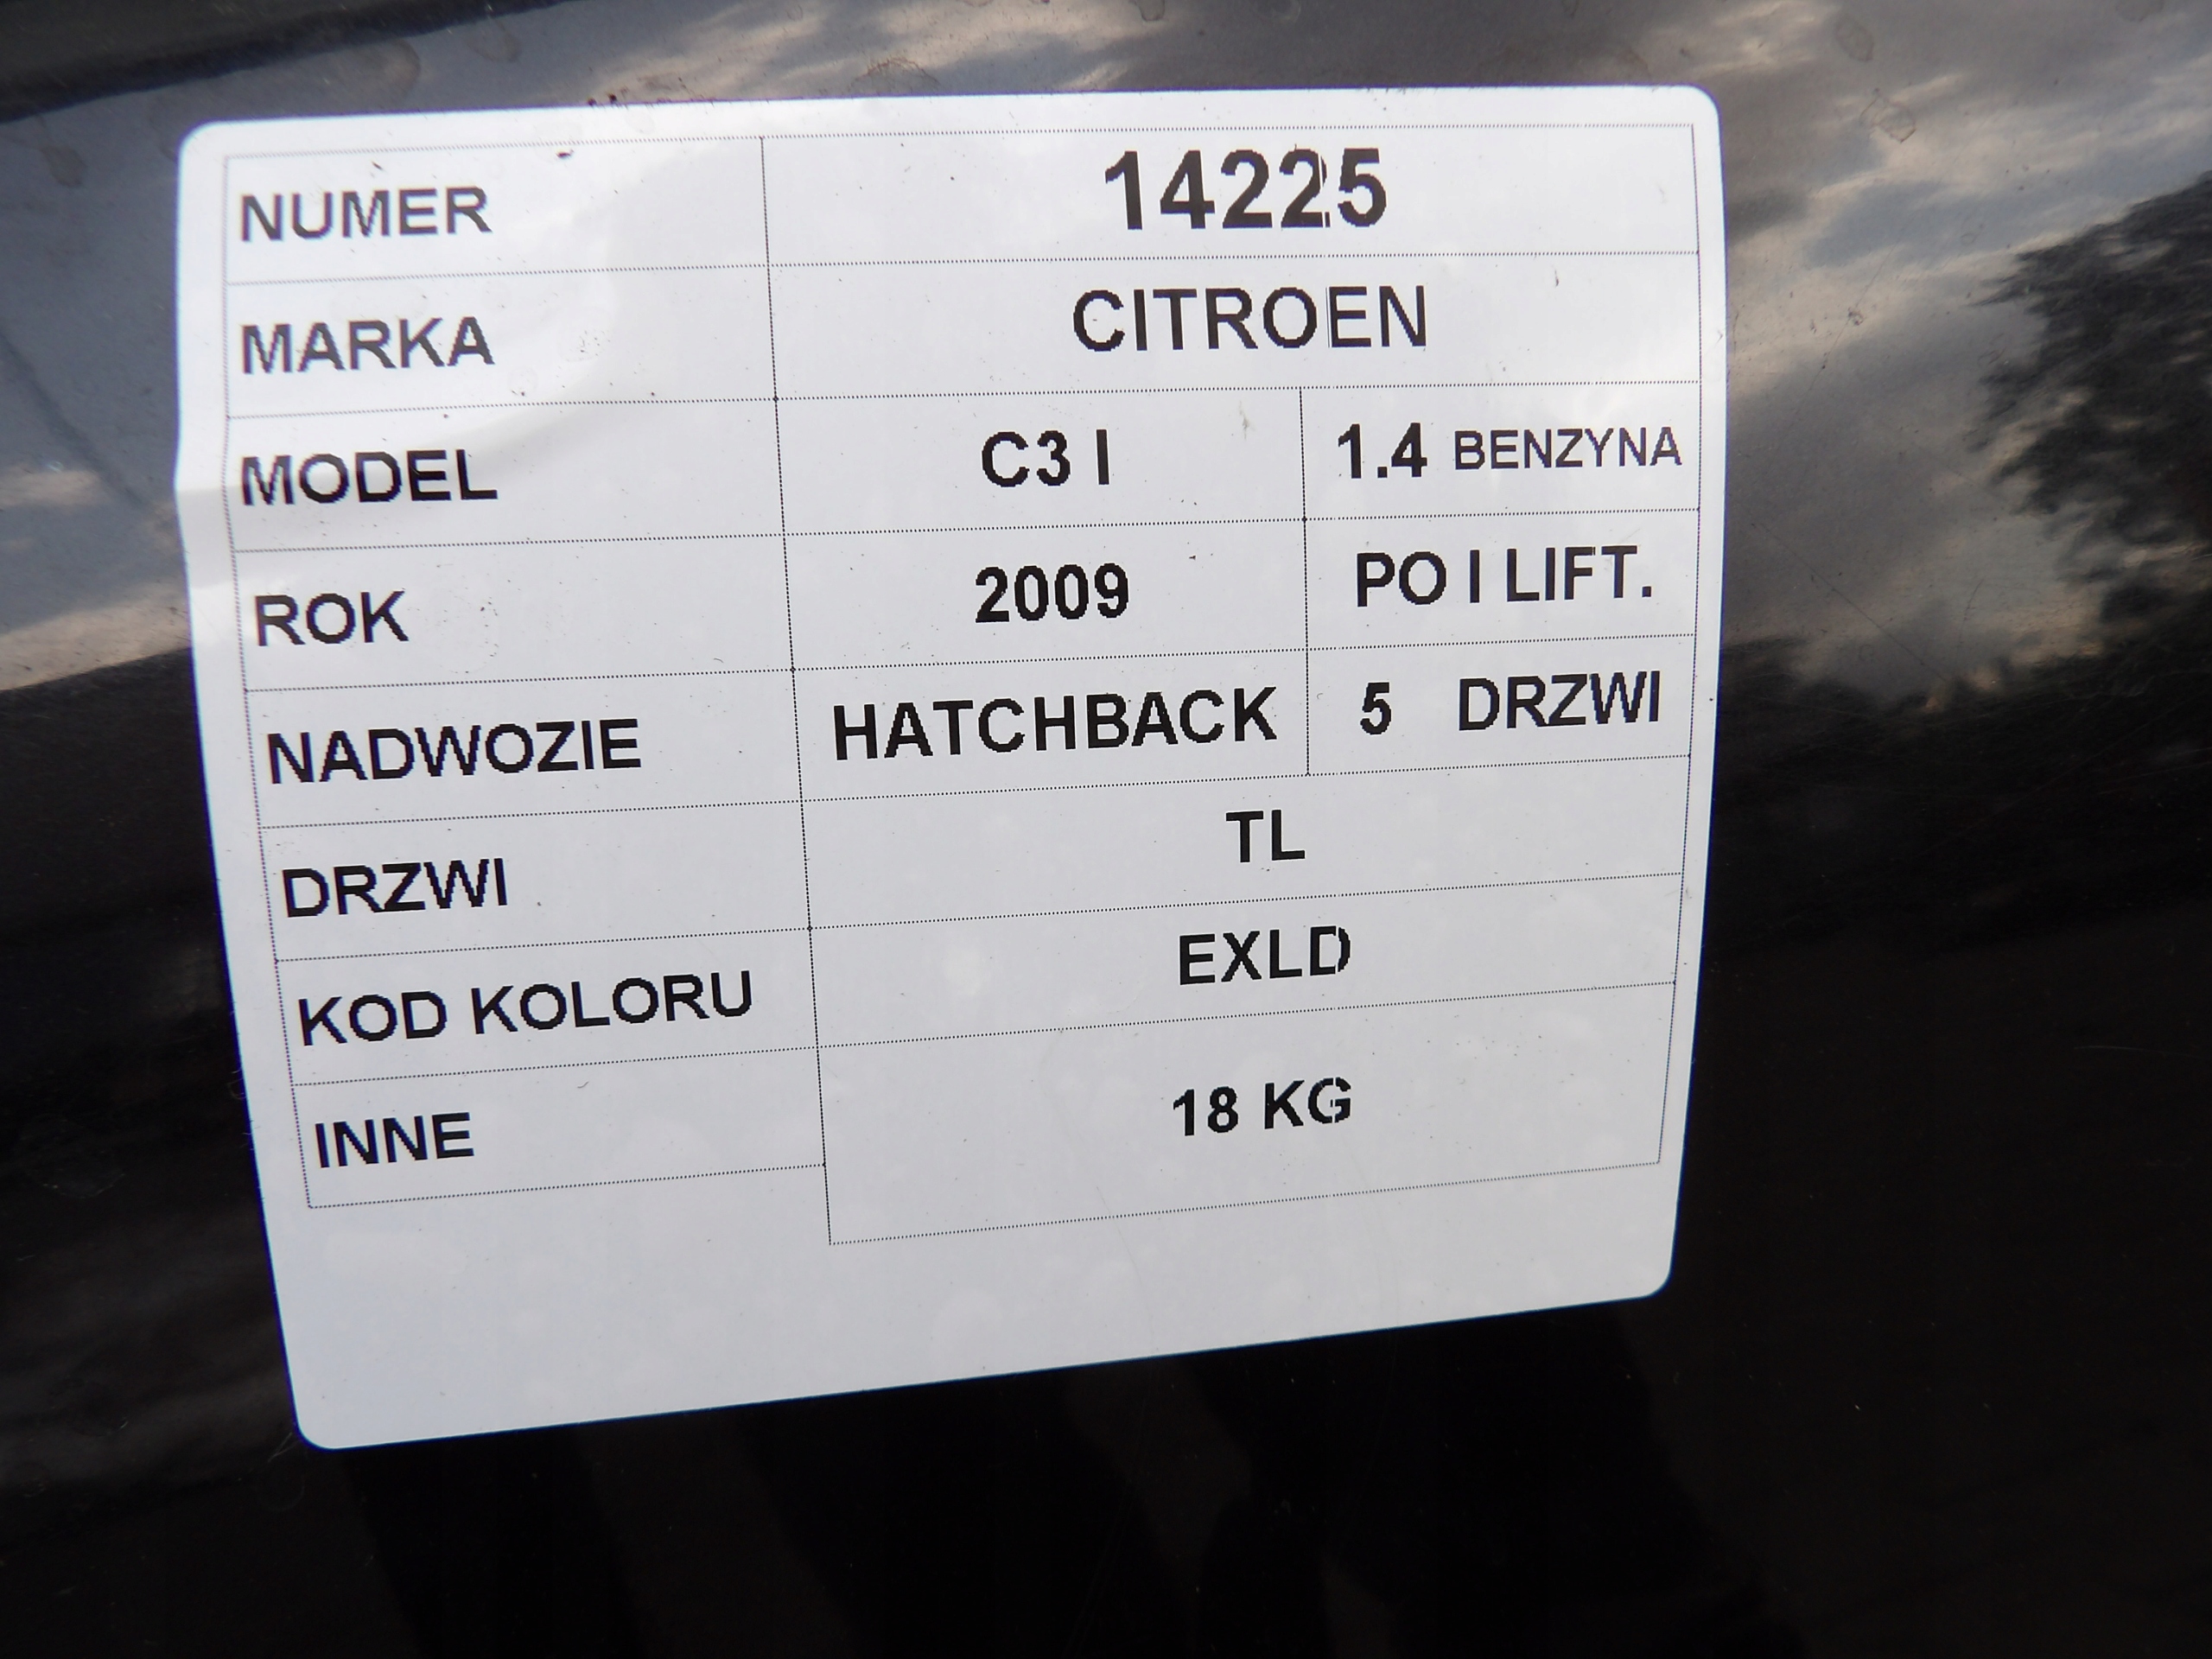 NUMER 14225
MARKA CITROEN
MODEL C3 I 1.4 BENZYNA
ROK 2009 PO I LIFT.
NADWOZIE HATCHBACK 5 DRZWI
DRZWI TL
KOD KOLORU EXLD
INNE 18 KG